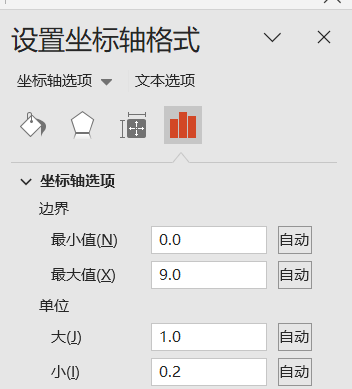 设置坐标轴格式
坐标轴选项 文本选项
坐标轴选项
边界
最小值(N) 0.0 自动
最大值(X) 9.0 自动
单位
大(J) 1.0 自动
小(I) 0.2 自动